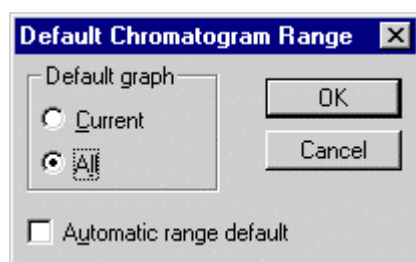 Default Chromatogram Range
Default graph
Current
All
OK
Cancel
Automatic range default